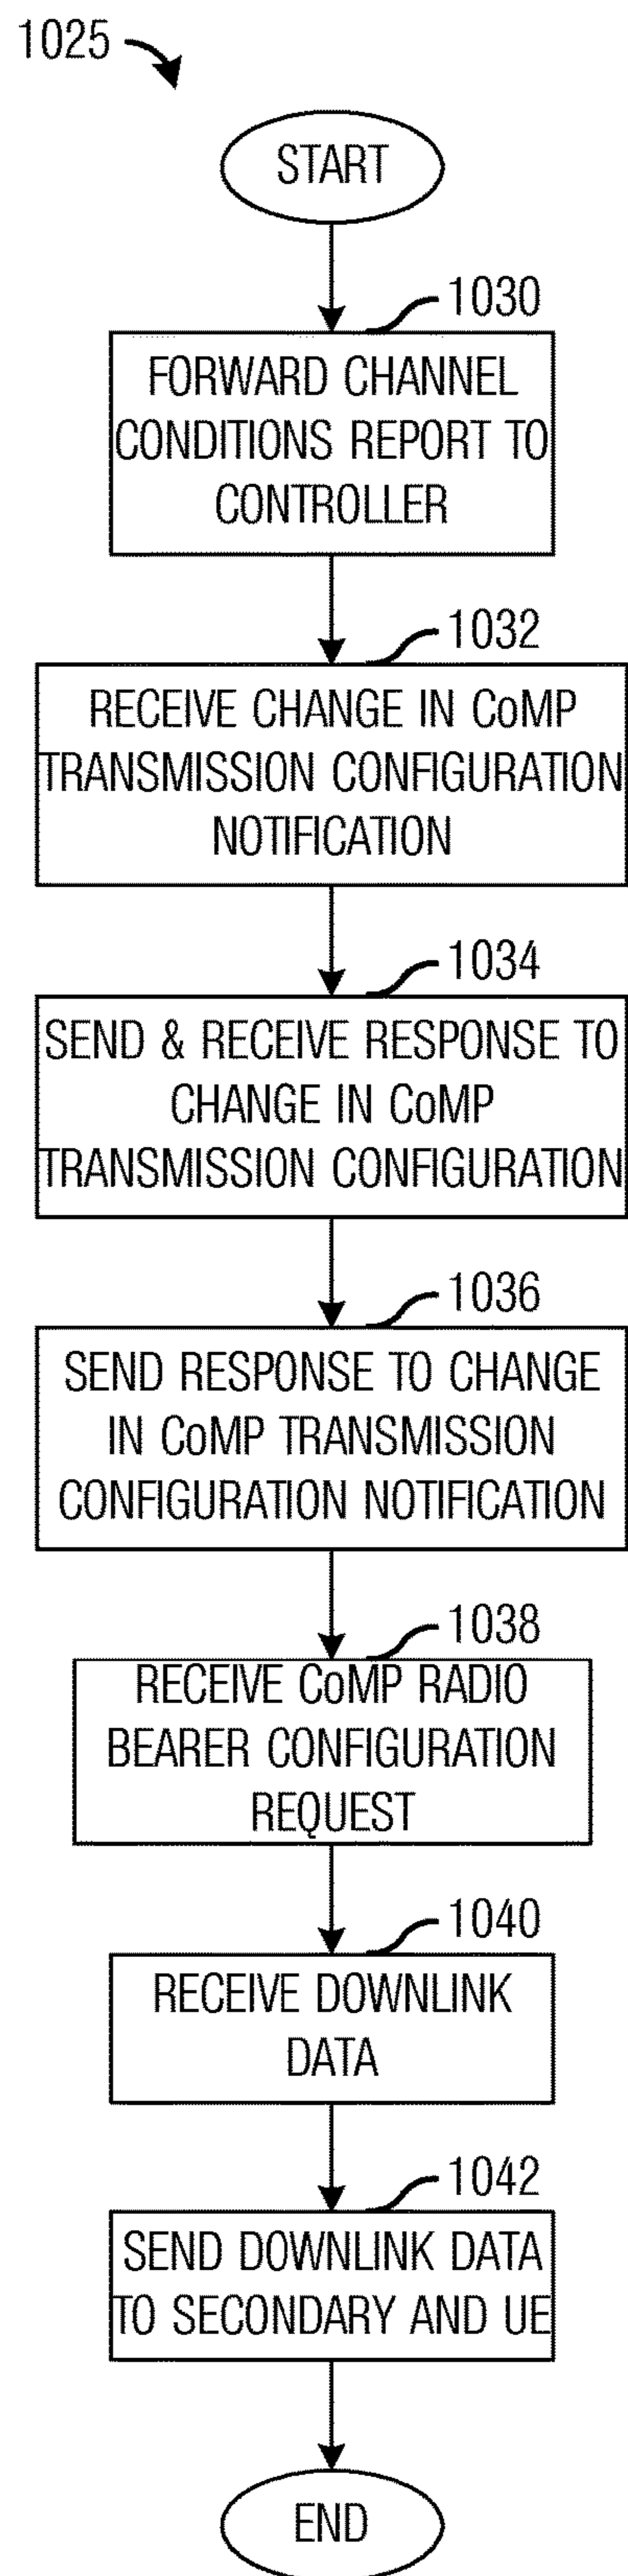 1025
START
1030
FORWARD CHANNEL
CONDITIONS REPORT TO
CONTROLLER
1032
RECEIVE CHANGE IN CoMP
TRANSMISSION CONFIGURATION
NOTIFICATION
1034
SEND & RECEIVE RESPONSE TO
CHANGE IN CoMP
TRANSMISSION CONFIGURATION
1036
SEND RESPONSE TO CHANGE
IN CoMP TRANSMISSION
CONFIGURATION NOTIFICATION
1038
RECEIVE CoMP RADIO
BEARER CONFIGURATION
REQUEST
1040
RECEIVE DOWNLINK
DATA
1042
SEND DOWNLINK DATA
TO SECONDARY AND UE
END